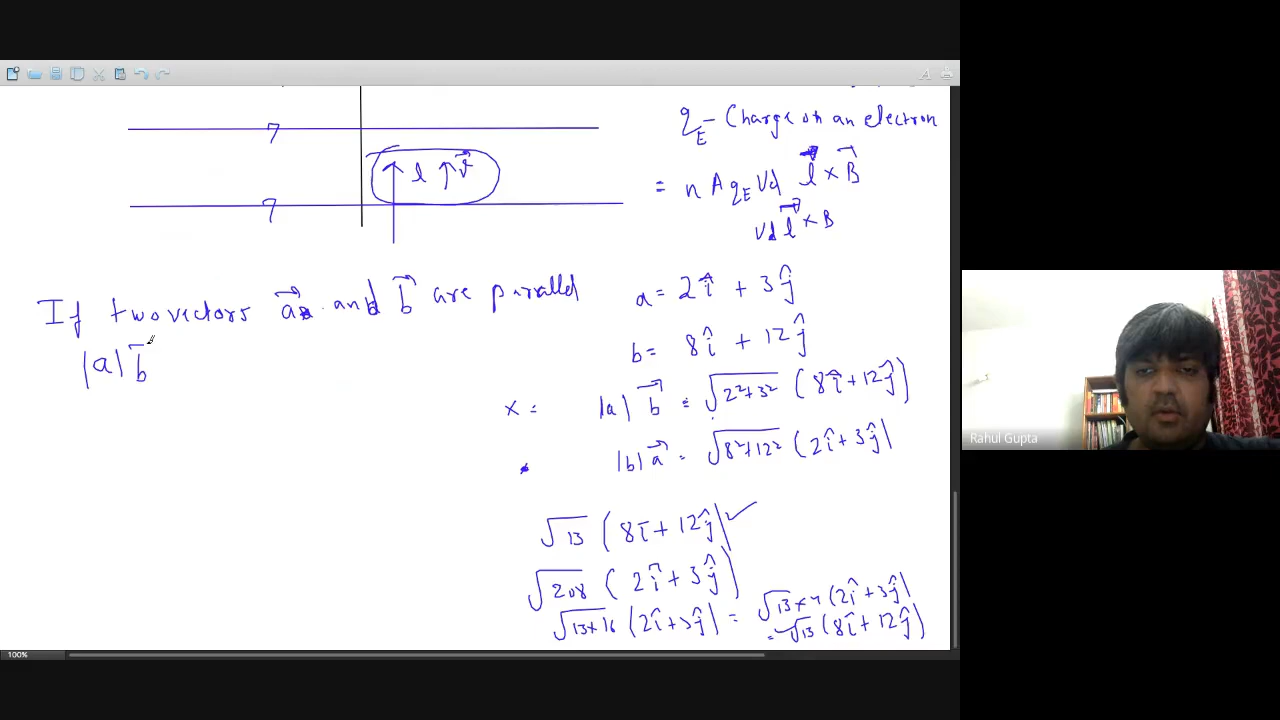 q_E - Charge on an electron
= n A q_E Vd l⃗ × B⃗
Vd l⃗ × B
l ↑ v⃗
If two vectors a⃗ and b⃗ are parallel
|a| b
a = 2î + 3ĵ
b = 8î + 12ĵ
x = |a| b⃗ = √2²+3² (8î + 12ĵ)
|b| a⃗ = √8²+12² (2î + 3ĵ)
√13 (8i + 12ĵ) ✓
√208 (2î + 3ĵ)
√13×16 (2î + 3ĵ) = √13 × 4 (2î + 3ĵ)
= √13 (8î + 12ĵ)
Rahul Gupta
100%